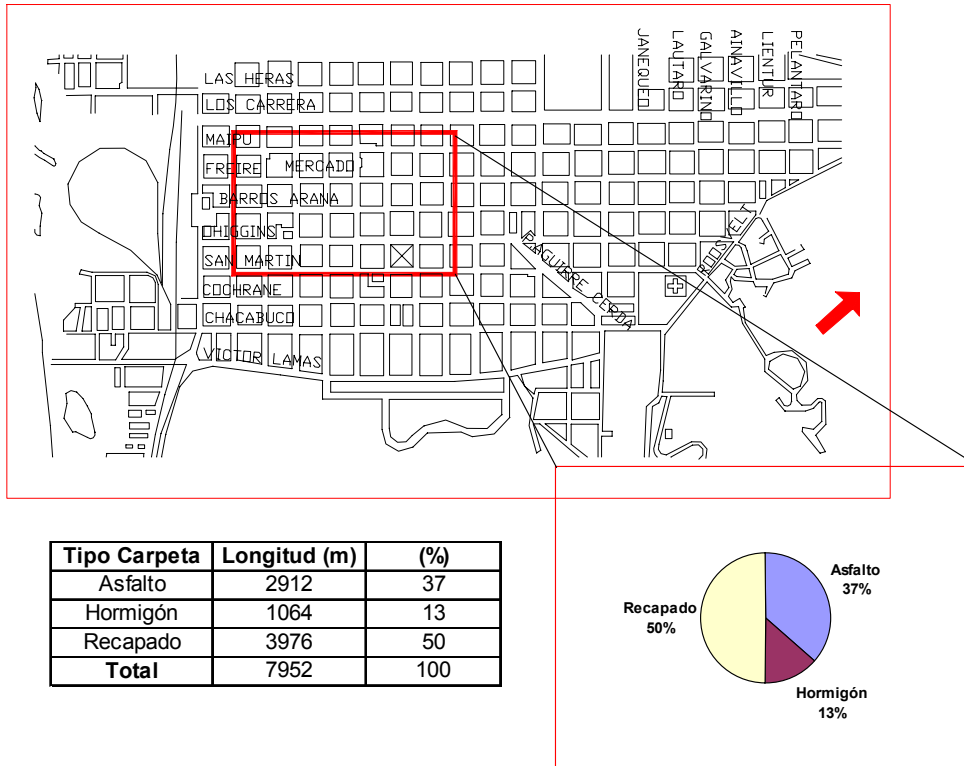 JANEQUEO
LAUTARO
GALVARINO
AINAVILLO
LIENTUR
PELANTARO
LAS HERAS
LOS CARRERA
MAIPU
FREIRE
MERCADO
BARROS ARANA
OHIGGINS
SAN MARTIN
COCHRANE
CHACABUCO
VICTOR LAMAS
P.AGUIRRE CERDA
ROOSVELT
Tipo Carpeta Longitud (m) (%)
Asfalto 2912 37
Hormigón 1064 13
Recapado 3976 50
Total 7952 100
Asfalto
37%
Recapado
50%
Hormigón
13%